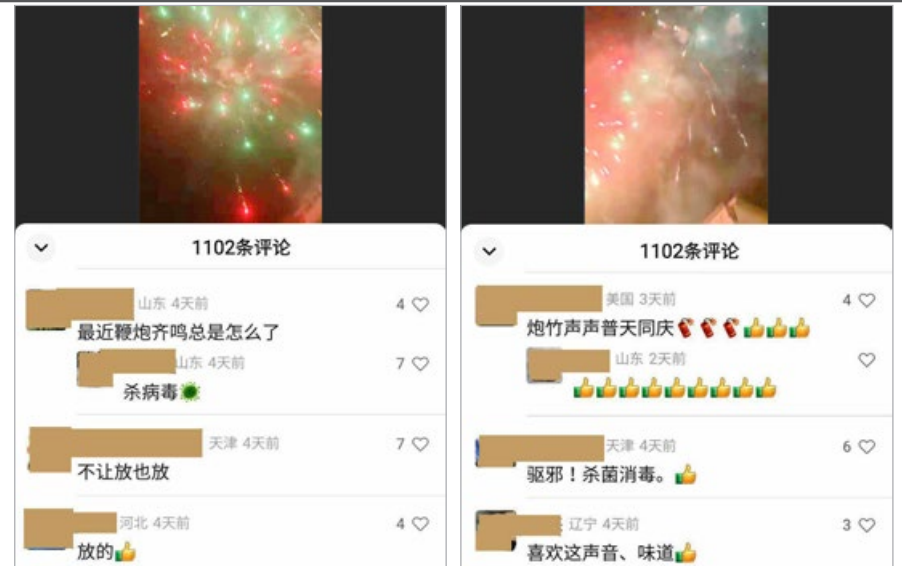 1102条评论
山东 4天前
4
最近鞭炮齐鸣总是怎么了
山东 4天前
7
杀病毒🦠
天津 4天前
7
不让放也放
河北 4天前
4
放的👍
1102条评论
美国 3天前
4
炮竹声声普天同庆🧨🧨🧨👍👍👍
山东 2天前
👍👍👍👍👍👍👍👍👍
天津 4天前
6
驱邪！杀菌消毒。👍
辽宁 4天前
3
喜欢这声音、味道👍